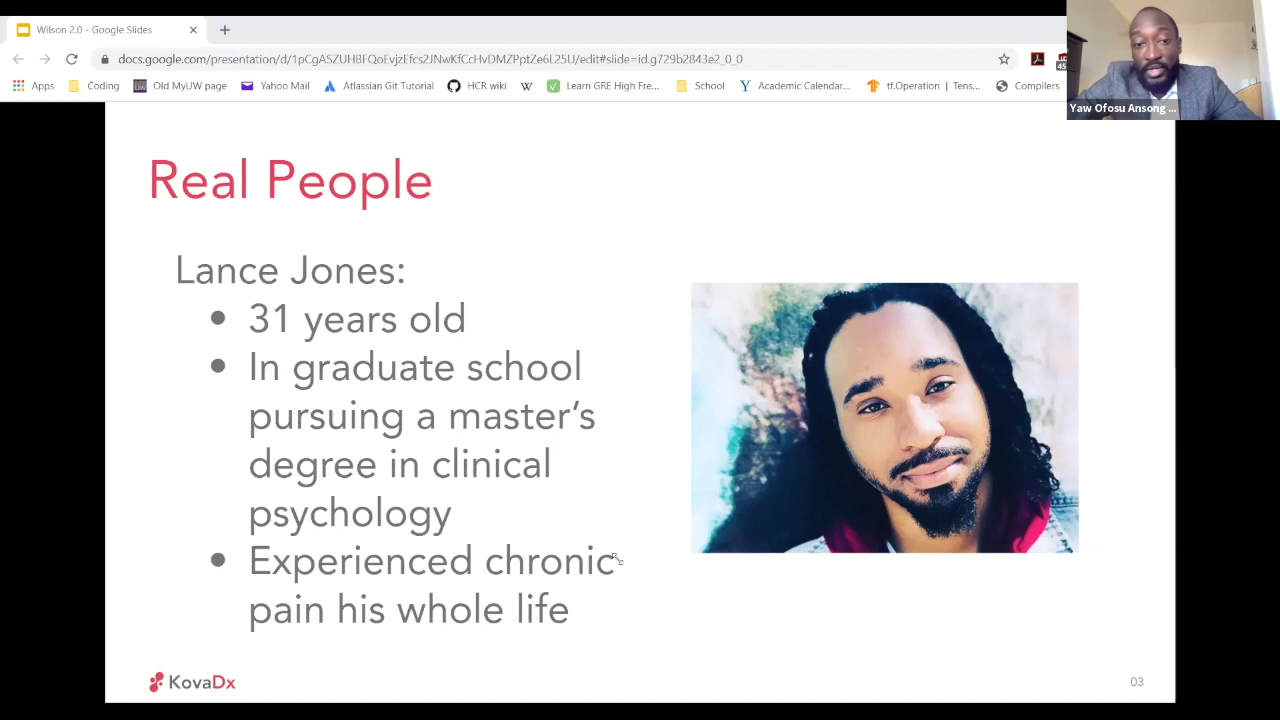 Wilson 2.0 - Google Slides
docs.google.com/presentation/d/1pCgAC7UHPFQoEvjzEfcs2JNwKfCcHvDMZPptZe6L25U/edit#slide=id.g729b2843e2_0_0
45
Apps Coding Old MyUW page Yahoo Mail Atlassian Git Tutorial HCR wiki W Learn GRE High Fre... School Academic Calendar... tf.Operation | Tens... Compilers
Yaw Ofosu Ansong ...
Real People
Lance Jones:
• 31 years old
• In graduate school
pursuing a master's
degree in clinical
psychology
• Experienced chronic
pain his whole life
KovaDx
03